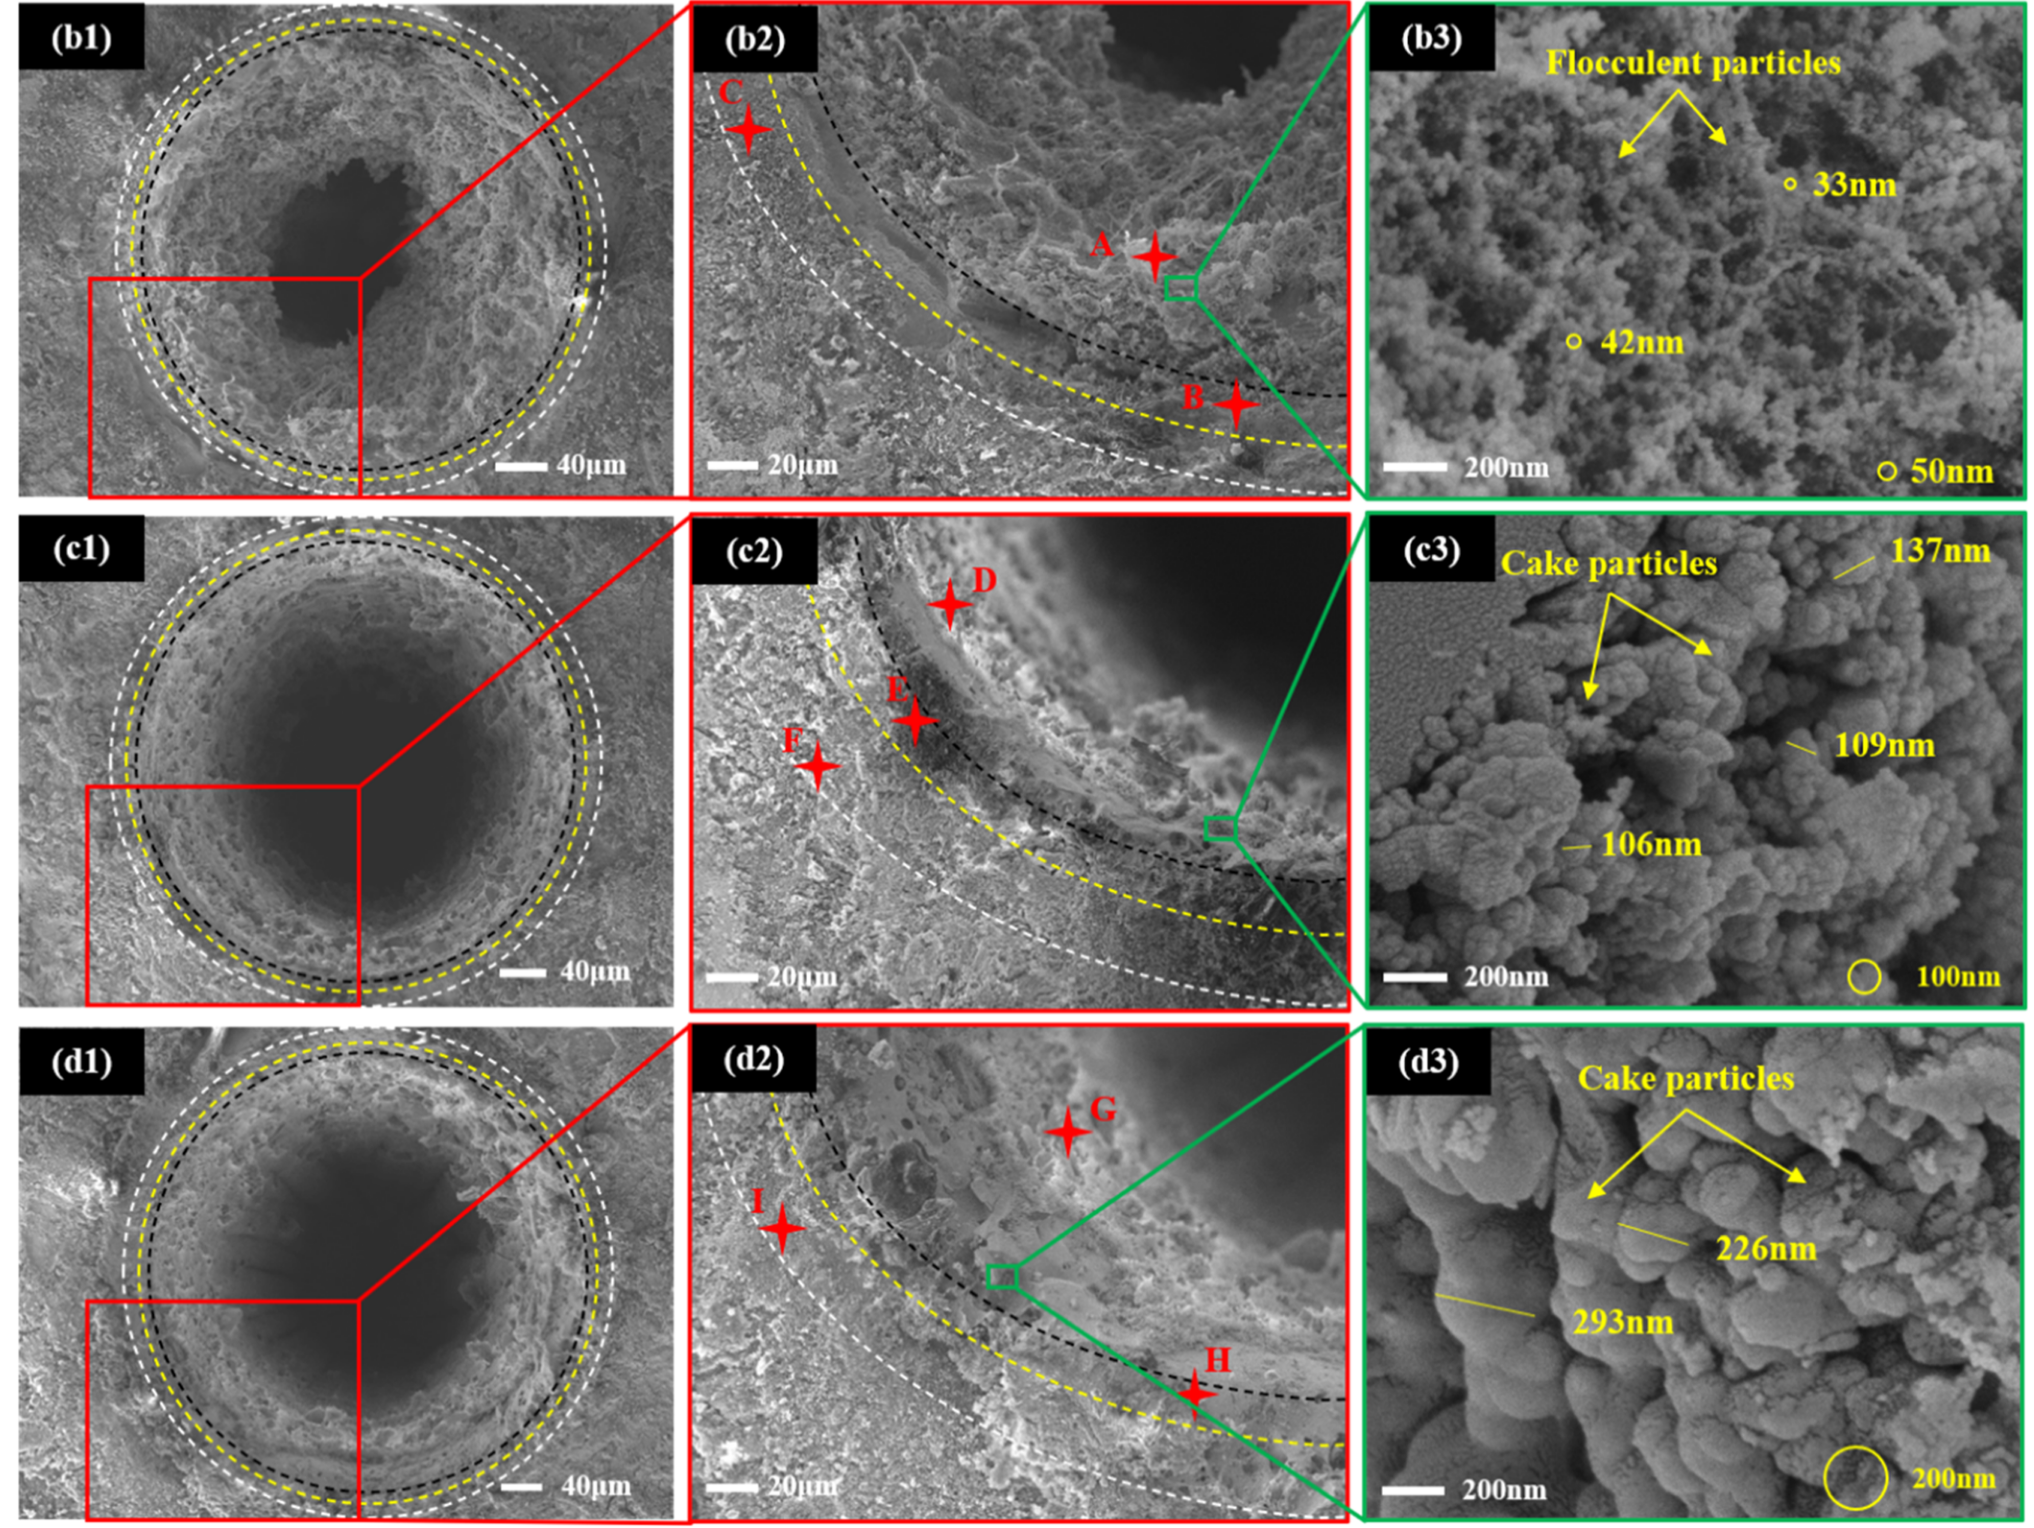 (b1)
40μm
(b2)
C
A
B
20μm
(b3)
Flocculent particles
33nm
42nm
200nm
50nm
(c1)
40μm
(c2)
D
E
F
20μm
(c3)
Cake particles
137nm
109nm
106nm
200nm
100nm
(d1)
40μm
(d2)
G
I
H
20μm
(d3)
Cake particles
226nm
293nm
200nm
200nm